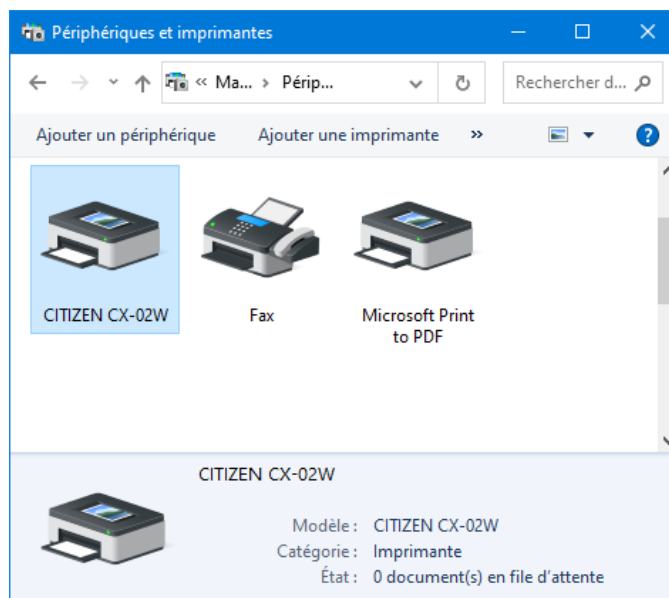 Périphériques et imprimantes
« Ma... › Périp...
Rechercher d...
Ajouter un périphérique Ajouter une imprimante »
?
CITIZEN CX-02W
Fax
Microsoft Print
to PDF
CITIZEN CX-02W
Modèle : CITIZEN CX-02W
Catégorie : Imprimante
État : 0 document(s) en file d'attente